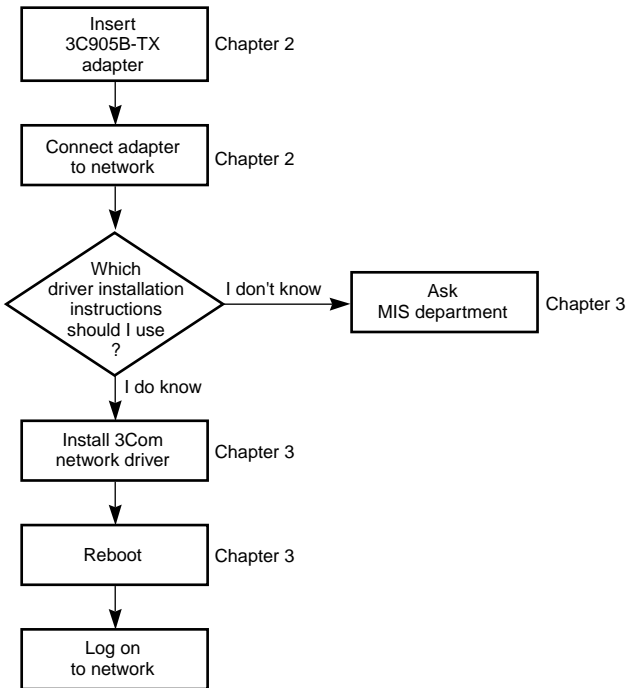 Insert
3C905B-TX
adapter
Chapter 2
Connect adapter
to network
Chapter 2
Which
driver installation
instructions
should I use
?
I don't know
Ask
MIS department
Chapter 3
I do know
Install 3Com
network driver
Chapter 3
Reboot
Chapter 3
Log on
to network